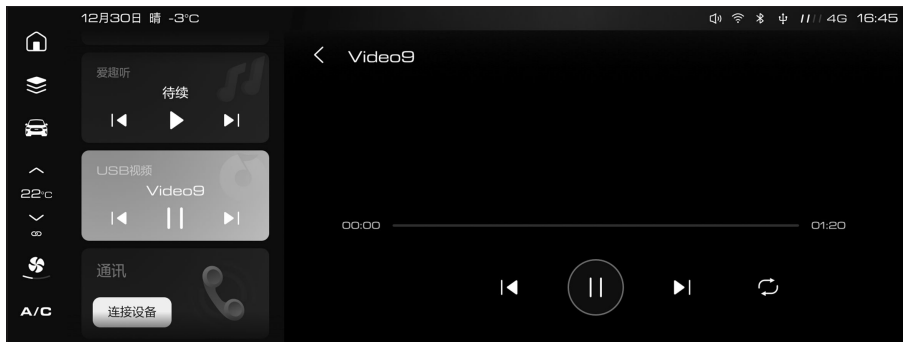 12月30日 晴 -3°C
4G 16:45
22°C
A/C
爱趣听
待续
USB视频
Video9
通讯
连接设备
Video9
00:00
01:20